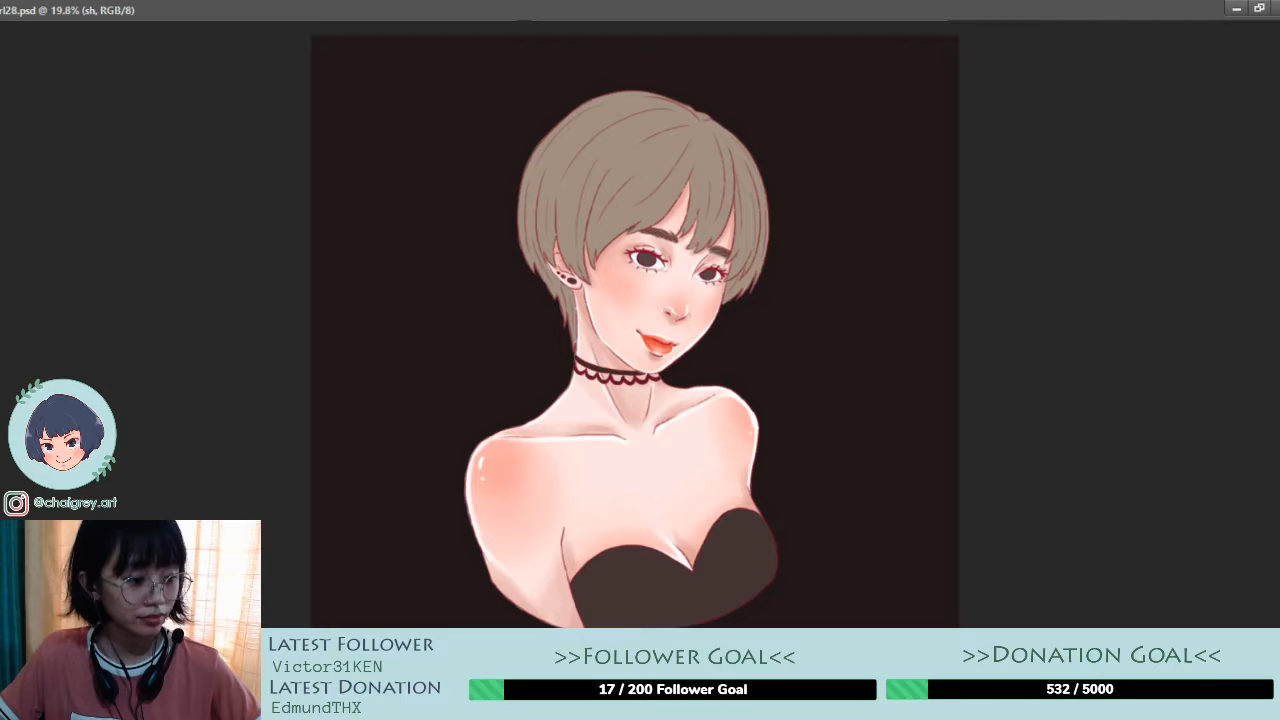 rl28.psd @ 19.8% (sh, RGB/8)
@chaigrey.art
LATEST FOLLOWER
Victor31KEN
LATEST DONATION
EdmundTHX
>>FOLLOWER GOAL<<
17 / 200 Follower Goal
>>DONATION GOAL<<
532 / 5000